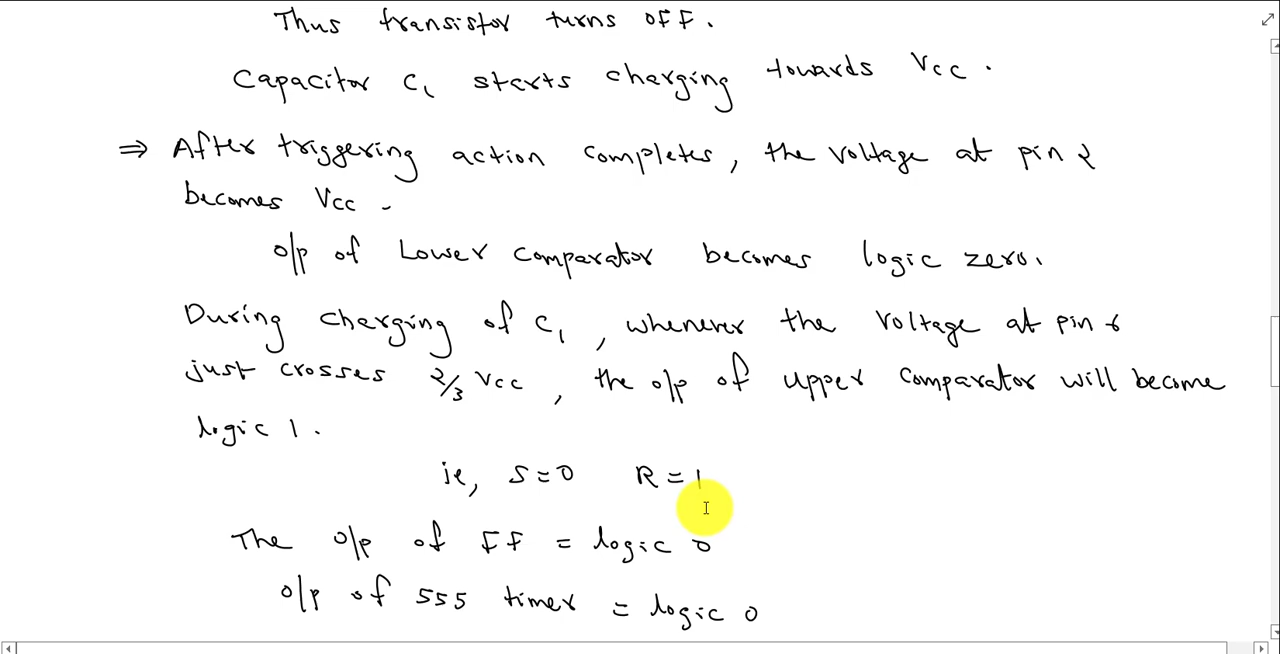 Thus transistor turns OFF.
Capacitor C1 starts charging towards Vcc.
⇒ After triggering action completes, the voltage at pin 2
becomes Vcc.
o/p of Lower comparator becomes logic zero.
During charging of C1, whenever the voltage at pin 6
just crosses 2/3 Vcc, the o/p of upper comparator will become
logic 1.
ie, S=0 R=1
The o/p of FF = logic 0
o/p of 555 timer = logic 0